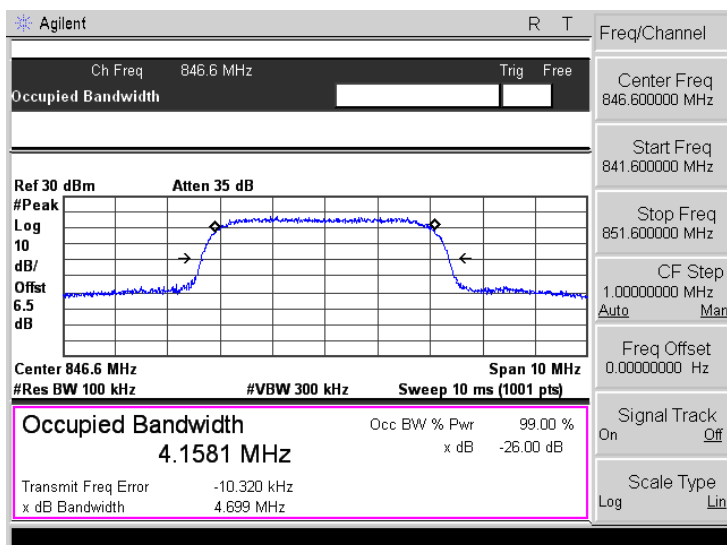 Agilent R T
Freq/Channel
Ch Freq 846.6 MHz Trig Free
Occupied Bandwidth
Center Freq
846.600000 MHz
Start Freq
841.600000 MHz
Stop Freq
851.600000 MHz
CF Step
1.00000000 MHz
Auto Man
Freq Offset
0.00000000 Hz
Signal Track
On Off
Scale Type
Log Lin
Ref 30 dBm Atten 35 dB
#Peak
Log
10
dB/
Offst
6.5
dB
Center 846.6 MHz Span 10 MHz
#Res BW 100 kHz #VBW 300 kHz Sweep 10 ms (1001 pts)
Occupied Bandwidth Occ BW % Pwr 99.00 %
4.1581 MHz x dB -26.00 dB
Transmit Freq Error -10.320 kHz
x dB Bandwidth 4.699 MHz